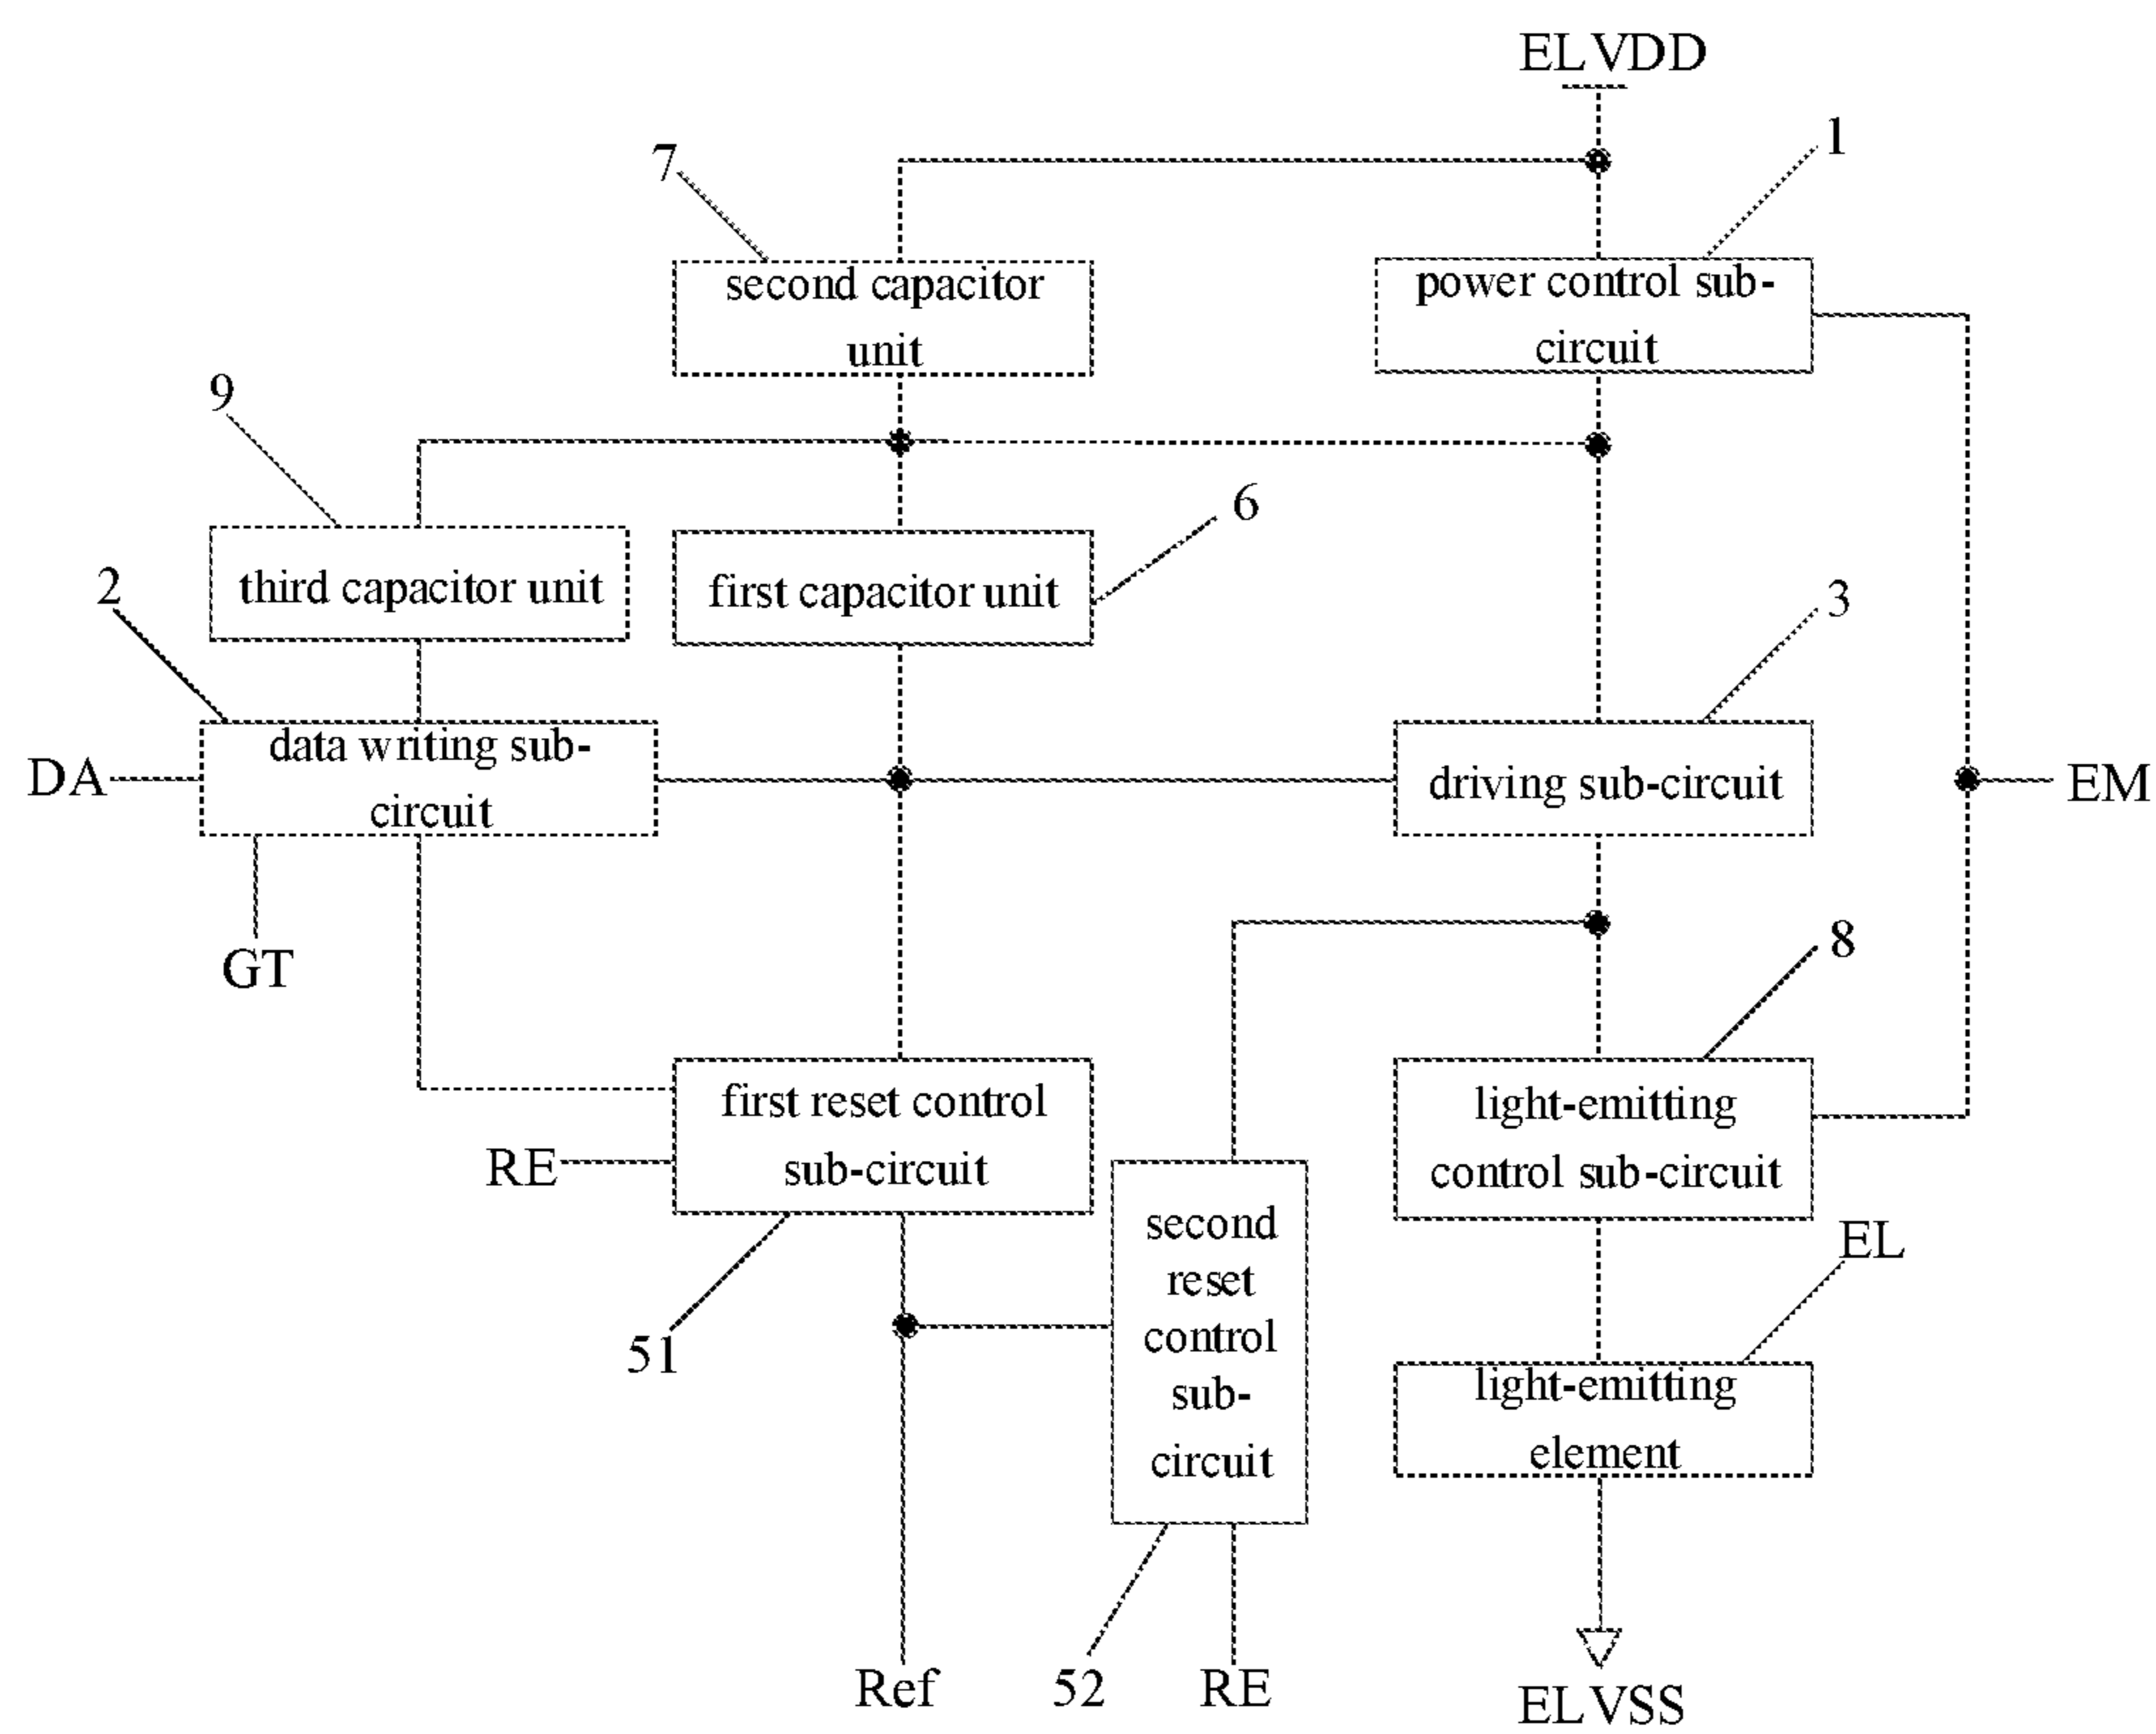 ELVDD
1
7
second capacitor
unit
power control sub-
circuit
9
6
third capacitor unit
first capacitor unit
2
3
DA
data writing sub-
circuit
driving sub-circuit
EM
GT
8
first reset control
sub-circuit
light-emitting
control sub-circuit
RE
second
reset
control
sub-
circuit
EL
51
light-emitting
element
Ref
52
RE
ELVSS